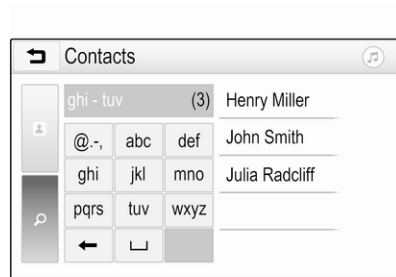 Contacts
ghi - tuv (3)
Henry Miller
@.-, abc def
John Smith
ghi jkl mno
Julia Radcliff
pqrs tuv wxyz